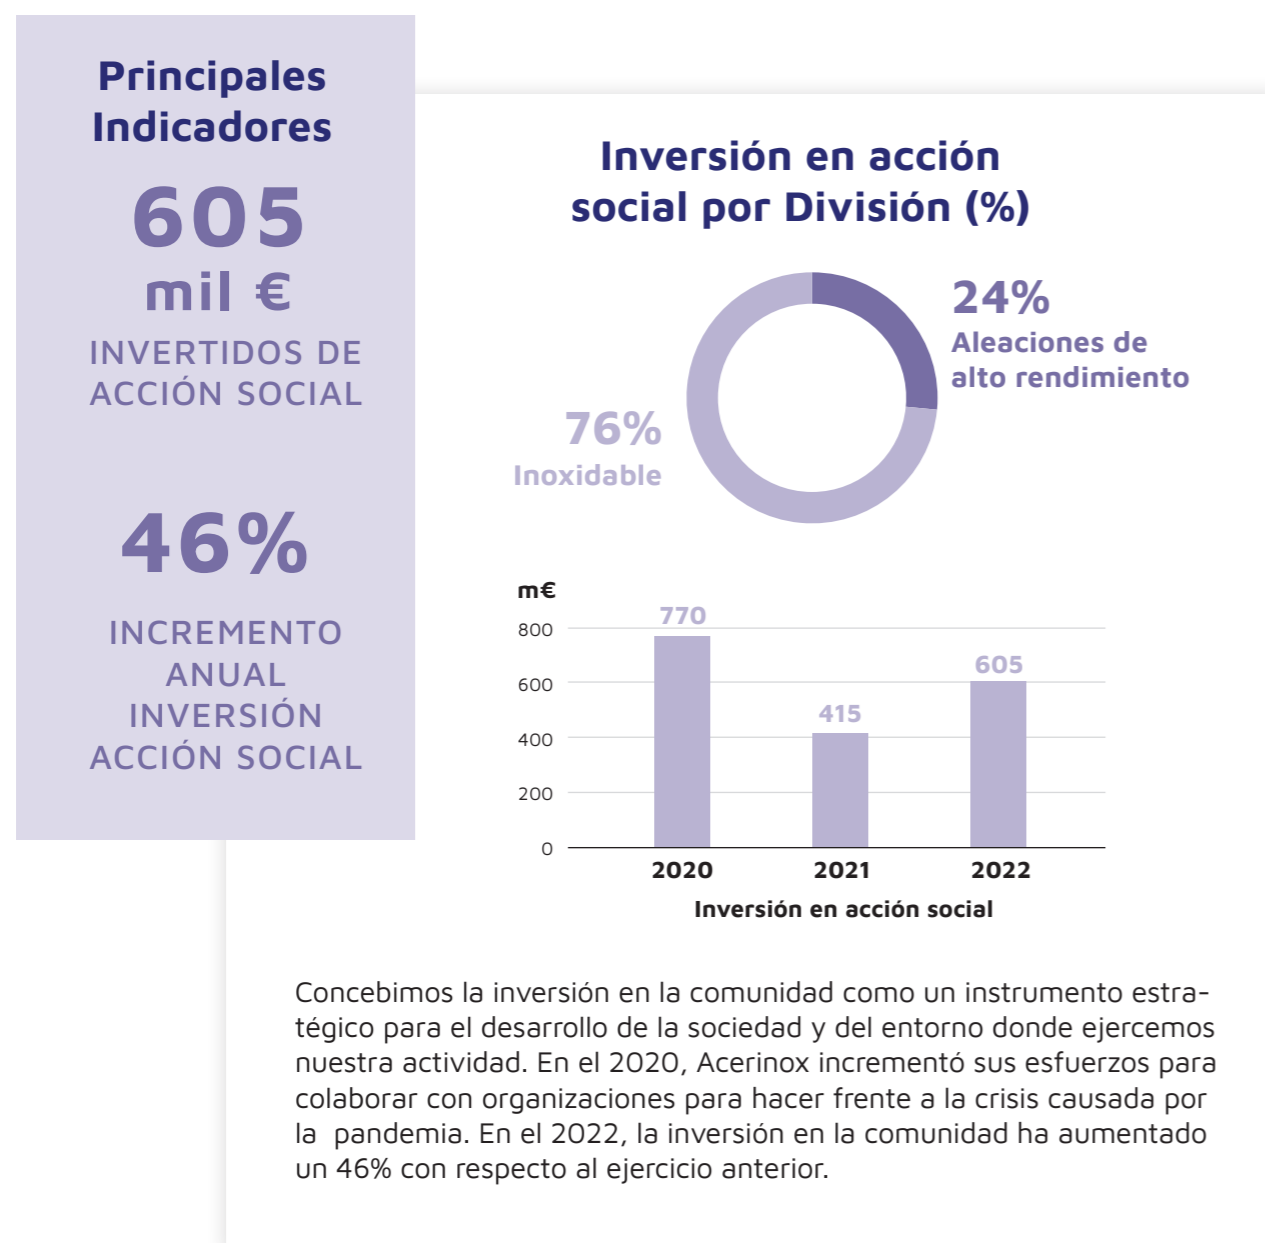 Principales
Indicadores
605
mil €
INVERTIDOS DE
ACCIÓN SOCIAL
46%
INCREMENTO
ANUAL
INVERSIÓN
ACCIÓN SOCIAL
Inversión en acción
social por División (%)
24%
Aleaciones de
alto rendimiento
76%
Inoxidable
m€
800
600
400
200
0
770
415
605
2020
2021
2022
Inversión en acción social
Concebimos la inversión en la comunidad como un instrumento estra-
tégico para el desarrollo de la sociedad y del entorno donde ejercemos
nuestra actividad. En el 2020, Acerinox incrementó sus esfuerzos para
colaborar con organizaciones para hacer frente a la crisis causada por
la  pandemia. En el 2022, la inversión en la comunidad ha aumentado
un 46% con respecto al ejercicio anterior.